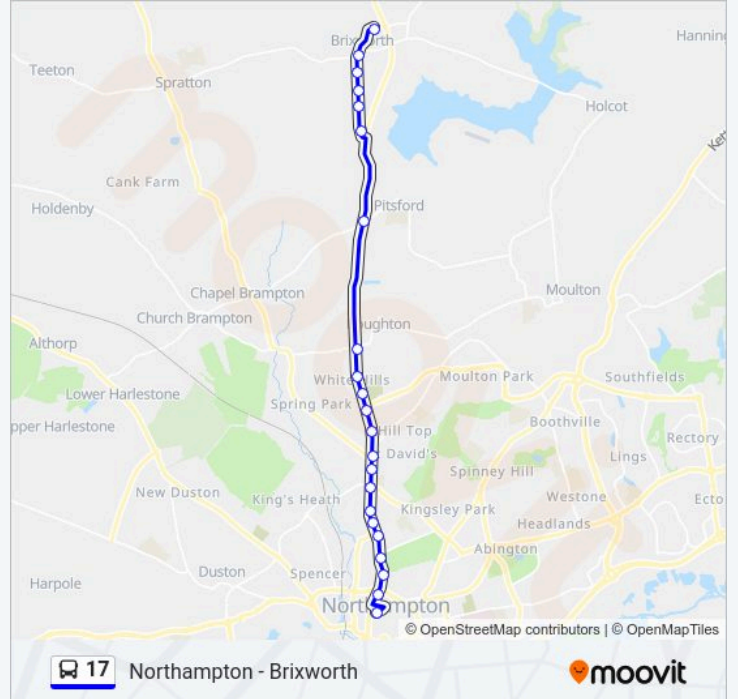 Hanning
Brixworth
Teeton
Spratton
Holcot
Kett
Cank Farm
Holdenby
Pitsford
Chapel Brampton
Moulton
Church Brampton
ughton
Althorp
White Hills
Moulton Park
Southfields
Lower Harlestone
Spring Park
Boothville
pper Harlestone
Hill Top
Rectory
David's
Lings
Spinney Hill
New Duston
King's Heath
Westone
Ecto
Kingsley Park
Headlands
Abington
Duston
Spencer
Harpole
Northampton
© OpenStreetMap contributors | © OpenMapTiles
17 Northampton - Brixworth
moovit